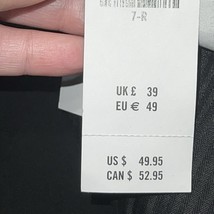 7-R
UK £ 39
EU € 49
US $ 49.95
CAN $ 52.95